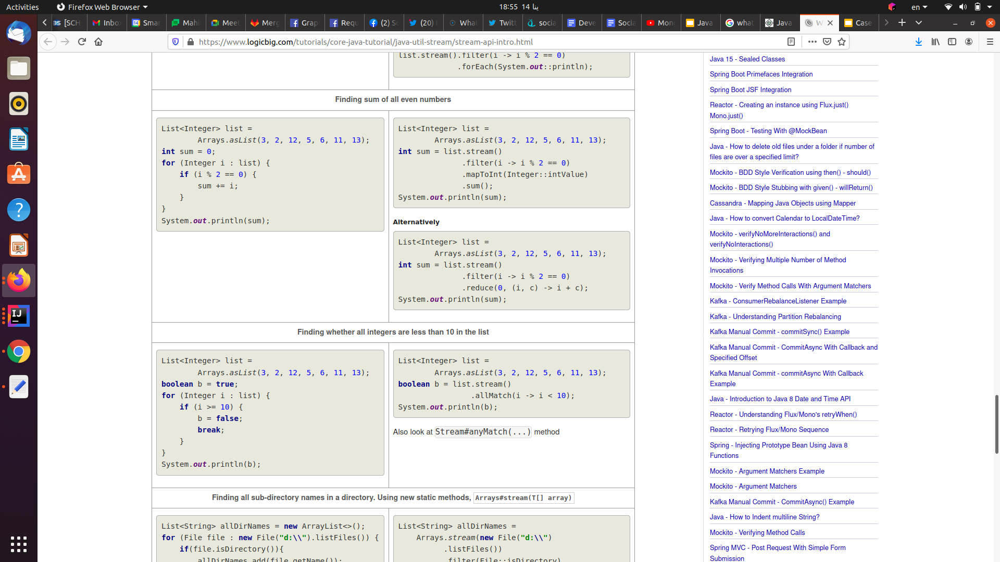 Activities
Firefox Web Browser
18:55 14 ينا
en
[SCH
Inbo
Smar
Mahi
Meet
Merg
Grap
Requ
(2) Sc
(20)
What
Twitt
socia
Deve
Socia
Mong
Java
what
Java
W
Case
https://www.logicbig.com/tutorials/core-java-tutorial/java-util-stream/stream-api-intro.html
list.stream().filter(i -> i % 2 == 0)
.forEach(System.out::println);
Finding sum of all even numbers
List<Integer> list =
Arrays.asList(3, 2, 12, 5, 6, 11, 13);
int sum = 0;
for (Integer i : list) {
if (i % 2 == 0) {
sum += i;
}
}
System.out.println(sum);
List<Integer> list =
Arrays.asList(3, 2, 12, 5, 6, 11, 13);
int sum = list.stream()
.filter(i -> i % 2 == 0)
.mapToInt(Integer::intValue)
.sum();
System.out.println(sum);
Alternatively
List<Integer> list =
Arrays.asList(3, 2, 12, 5, 6, 11, 13);
int sum = list.stream()
.filter(i -> i % 2 == 0)
.reduce(0, (i, c) -> i + c);
System.out.println(sum);
Finding whether all integers are less than 10 in the list
List<Integer> list =
Arrays.asList(3, 2, 12, 5, 6, 11, 13);
boolean b = true;
for (Integer i : list) {
if (i >= 10) {
b = false;
break;
}
}
System.out.println(b);
List<Integer> list =
Arrays.asList(3, 2, 12, 5, 6, 11, 13);
boolean b = list.stream()
.allMatch(i -> i < 10);
System.out.println(b);
Also look at Stream#anyMatch(...) method
Finding all sub-directory names in a directory. Using new static methods, Arrays#stream(T[] array)
List<String> allDirNames = new ArrayList<>();
for (File file : new File("d:\\").listFiles()) {
if(file.isDirectory()){
allDirNames.add(file.getName());
List<String> allDirNames =
Arrays.stream(new File("d:\\")
.listFiles())
.filter(File::isDirectory)
Java 15 - Sealed Classes
Spring Boot Primefaces Integration
Spring Boot JSF Integration
Reactor - Creating an instance using Flux.just()
Mono.just()
Spring Boot - Testing With @MockBean
Java - How to delete old files under a folder if number of
files are over a specified limit?
Mockito - BDD Style Verification using then() - should()
Mockito - BDD Style Stubbing with given() - willReturn()
Cassandra - Mapping Java Objects using Mapper
Java - How to convert Calendar to LocalDateTime?
Mockito - verifyNoMoreInteractions() and
verifyNoInteractions()
Mockito - Verifying Multiple Number of Method
Invocations
Mockito - Verify Method Calls With Argument Matchers
Kafka - ConsumerRebalanceListener Example
Kafka - Understanding Partition Rebalancing
Kafka Manual Commit - commitSync() Example
Kafka Manual Commit - CommitAsync With Callback and
Specified Offset
Kafka Manual Commit - commitAsync With Callback
Example
Java - Introduction to Java 8 Date and Time API
Reactor - Understanding Flux/Mono's retryWhen()
Reactor - Retrying Flux/Mono Sequence
Spring - Injecting Prototype Bean Using Java 8
Functions
Mockito - Argument Matchers Example
Mockito - Argument Matchers
Kafka Manual Commit - CommitAsync() Example
Java - How to Indent multiline String?
Mockito - Verifying Method Calls
Spring MVC - Post Request With Simple Form
Submission